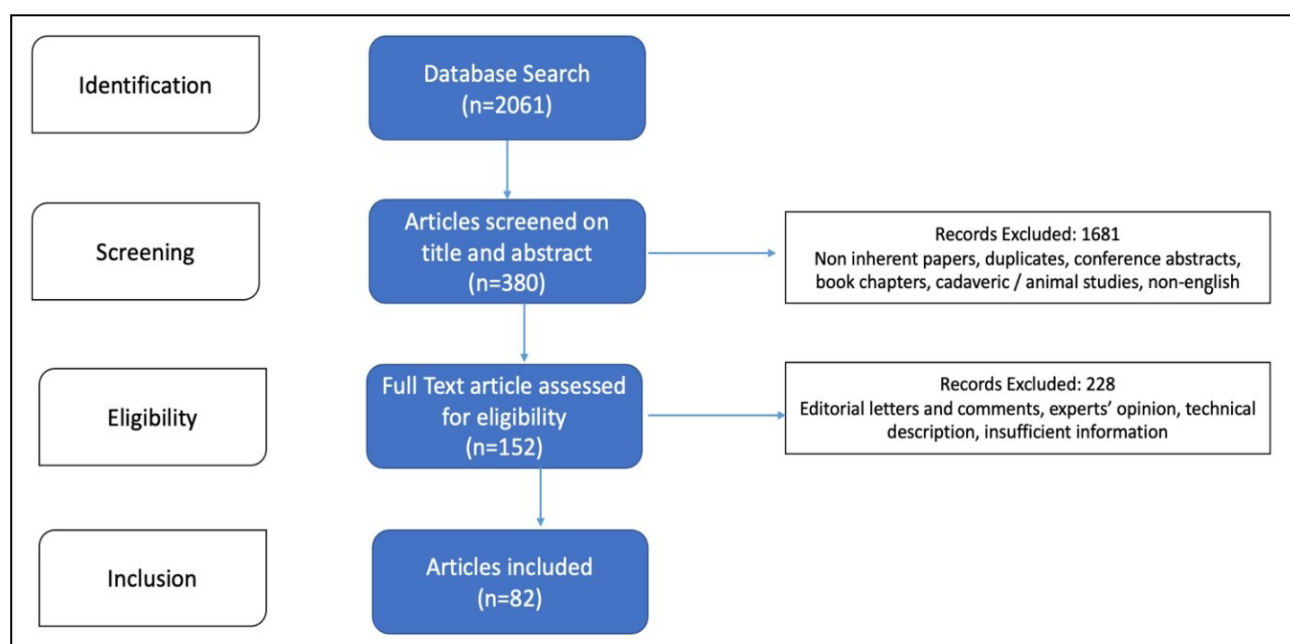 Identification
Database Search
(n=2061)
Screening
Articles screened on
title and abstract
(n=380)
Records Excluded: 1681
Non inherent papers, duplicates, conference abstracts,
book chapters, cadaveric / animal studies, non-english
Eligibility
Full Text article assessed
for eligibility
(n=152)
Records Excluded: 228
Editorial letters and comments, experts’ opinion, technical
description, insufficient information
Inclusion
Articles included
(n=82)